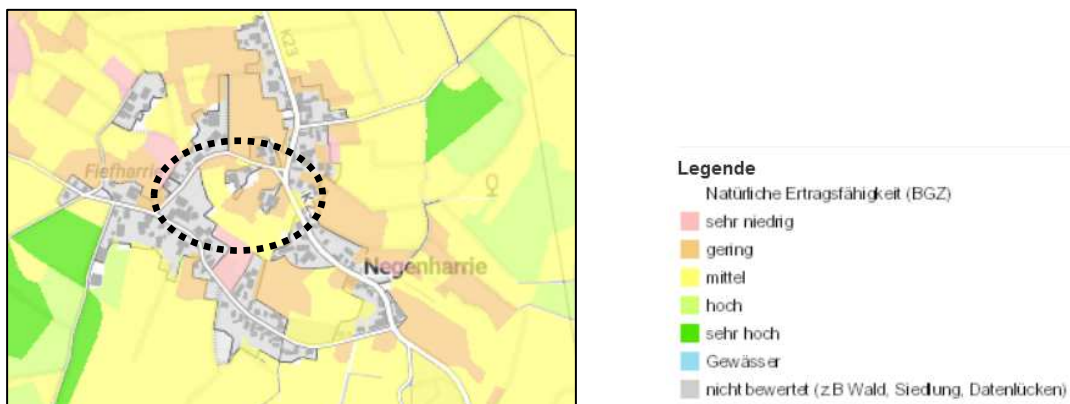 K23
Fiefharrie
Negenharrie
Legende
Natürliche Ertragsfähigkeit (BGZ)
sehr niedrig
gering
mittel
hoch
sehr hoch
Gewässer
nicht bewertet (z.B Wald, Siedlung, Datenlücken)